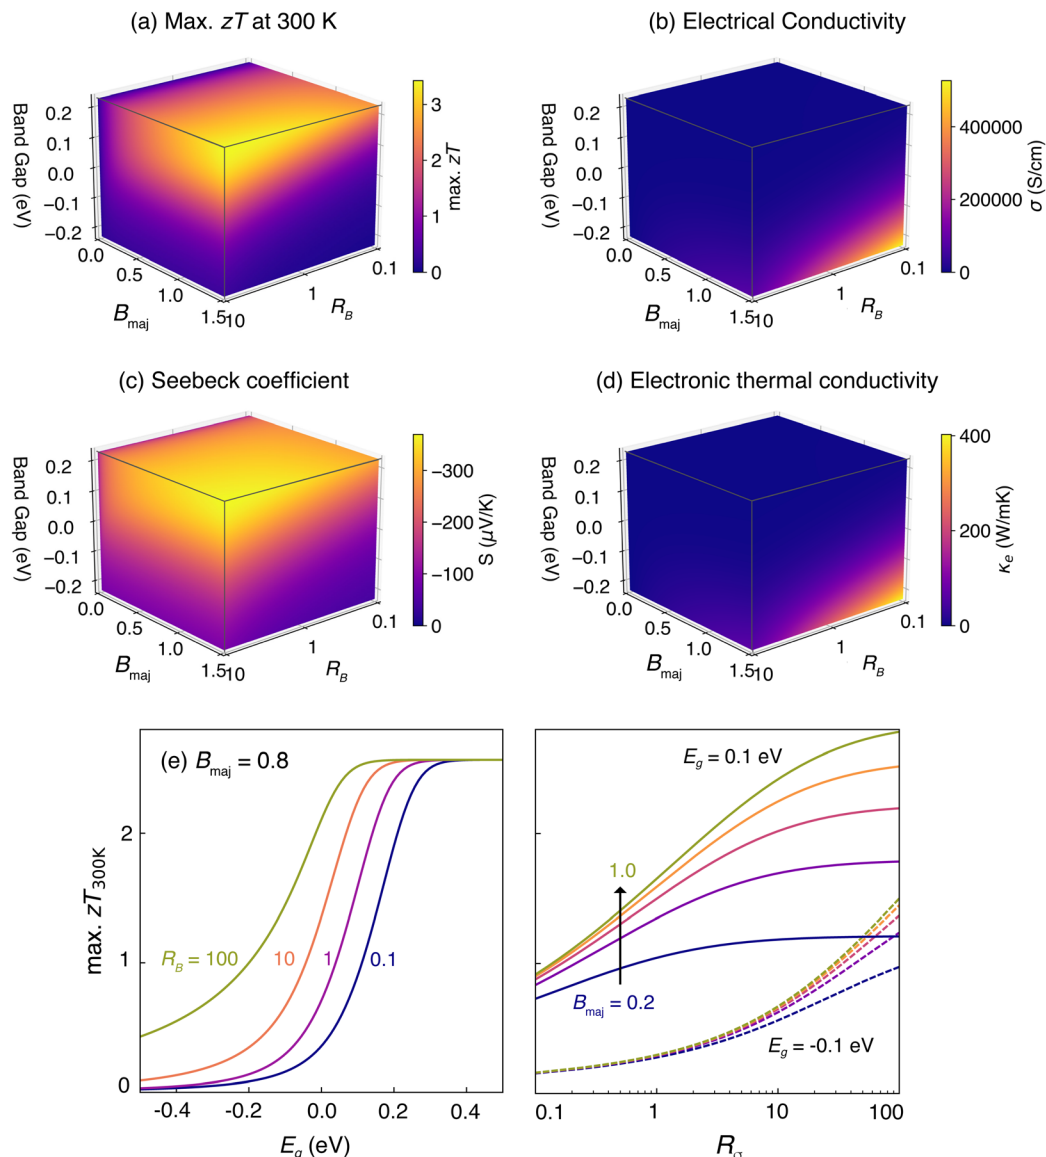 (a) Max. zT at 300 K
Band Gap (eV)
0.2
0.1
0.0
−0.1
−0.2
0.0
0.5
1.0
1.5
B_maj
10
1
0.1
R_B
3
2
1
0
max. zT
(b) Electrical Conductivity
Band Gap (eV)
0.2
0.1
0.0
−0.1
−0.2
0.0
0.5
1.0
1.5
B_maj
10
1
0.1
R_B
400000
200000
0
σ (S/cm)
(c) Seebeck coefficient
Band Gap (eV)
0.2
0.1
0.0
−0.1
−0.2
0.0
0.5
1.0
1.5
B_maj
10
1
0.1
R_B
−300
−200
−100
0
S (μV/K)
(d) Electronic thermal conductivity
Band Gap (eV)
0.2
0.1
0.0
−0.1
−0.2
0.0
0.5
1.0
1.5
B_maj
10
1
0.1
R_B
400
200
0
κ_e (W/mK)
(e) B_maj = 0.8
max. zT_300K
2
1
0
R_B = 100
10
1
0.1
-0.4
-0.2
0.0
0.2
0.4
E_g (eV)
E_g = 0.1 eV
1.0
B_maj = 0.2
E_g = -0.1 eV
0.1
1
10
100
R_σ